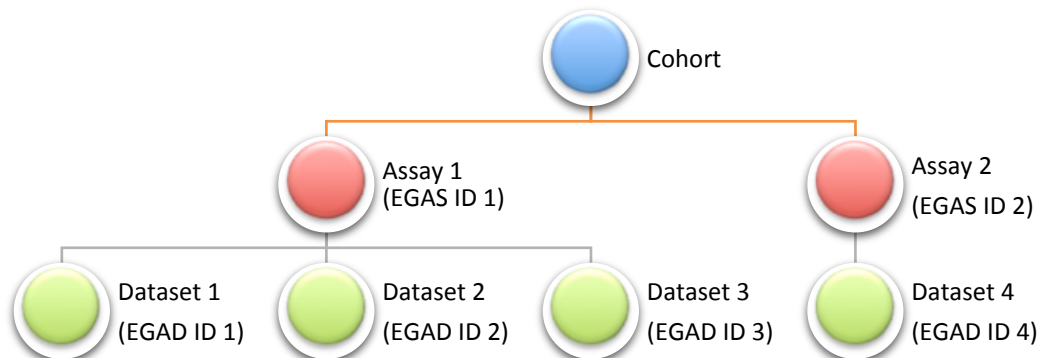 Cohort
Assay 1
(EGAS ID 1)
Assay 2
(EGAS ID 2)
Dataset 1
(EGAD ID 1)
Dataset 2
(EGAD ID 2)
Dataset 3
(EGAD ID 3)
Dataset 4
(EGAD ID 4)